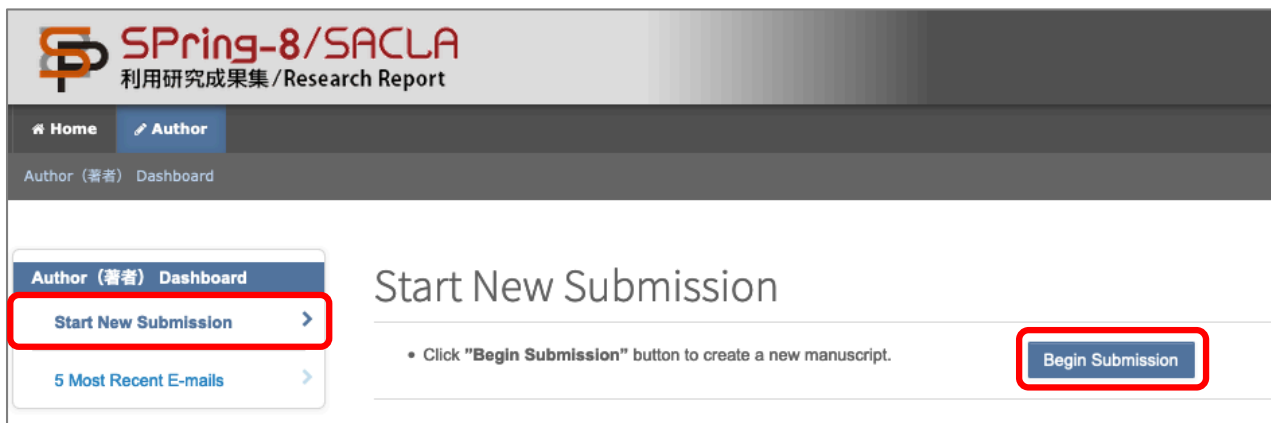 SPring-8/SACLA
利用研究成果集/Research Report
Home Author
Author（著者） Dashboard
Author（著者） Dashboard
Start New Submission
5 Most Recent E-mails
Start New Submission
• Click "Begin Submission" button to create a new manuscript.
Begin Submission